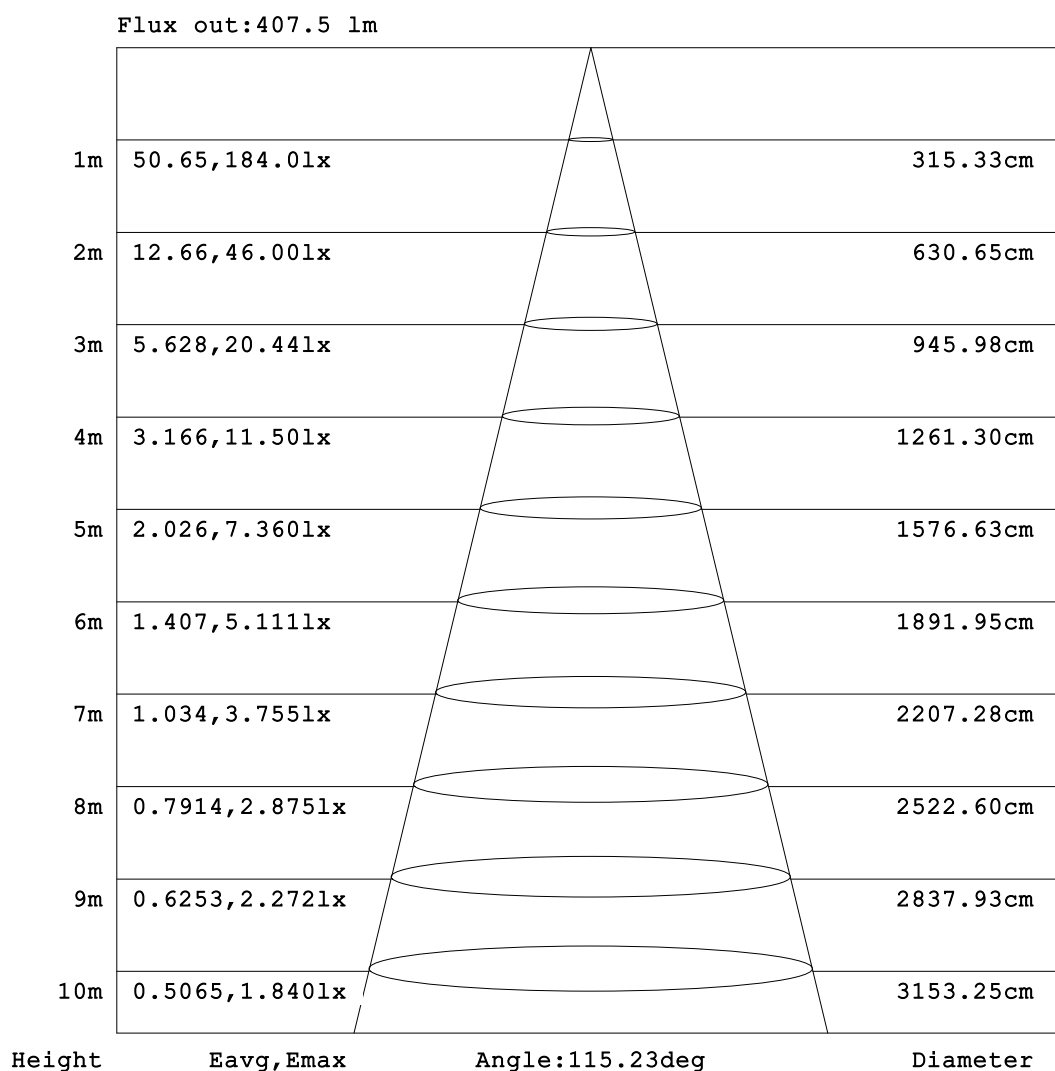 Flux out:407.5 lm
1m 50.65,184.0lx 315.33cm
2m 12.66,46.00lx 630.65cm
3m 5.628,20.44lx 945.98cm
4m 3.166,11.50lx 1261.30cm
5m 2.026,7.360lx 1576.63cm
6m 1.407,5.111lx 1891.95cm
7m 1.034,3.755lx 2207.28cm
8m 0.7914,2.875lx 2522.60cm
9m 0.6253,2.272lx 2837.93cm
10m 0.5065,1.840lx 3153.25cm
Height Eavg,Emax Angle:115.23deg Diameter